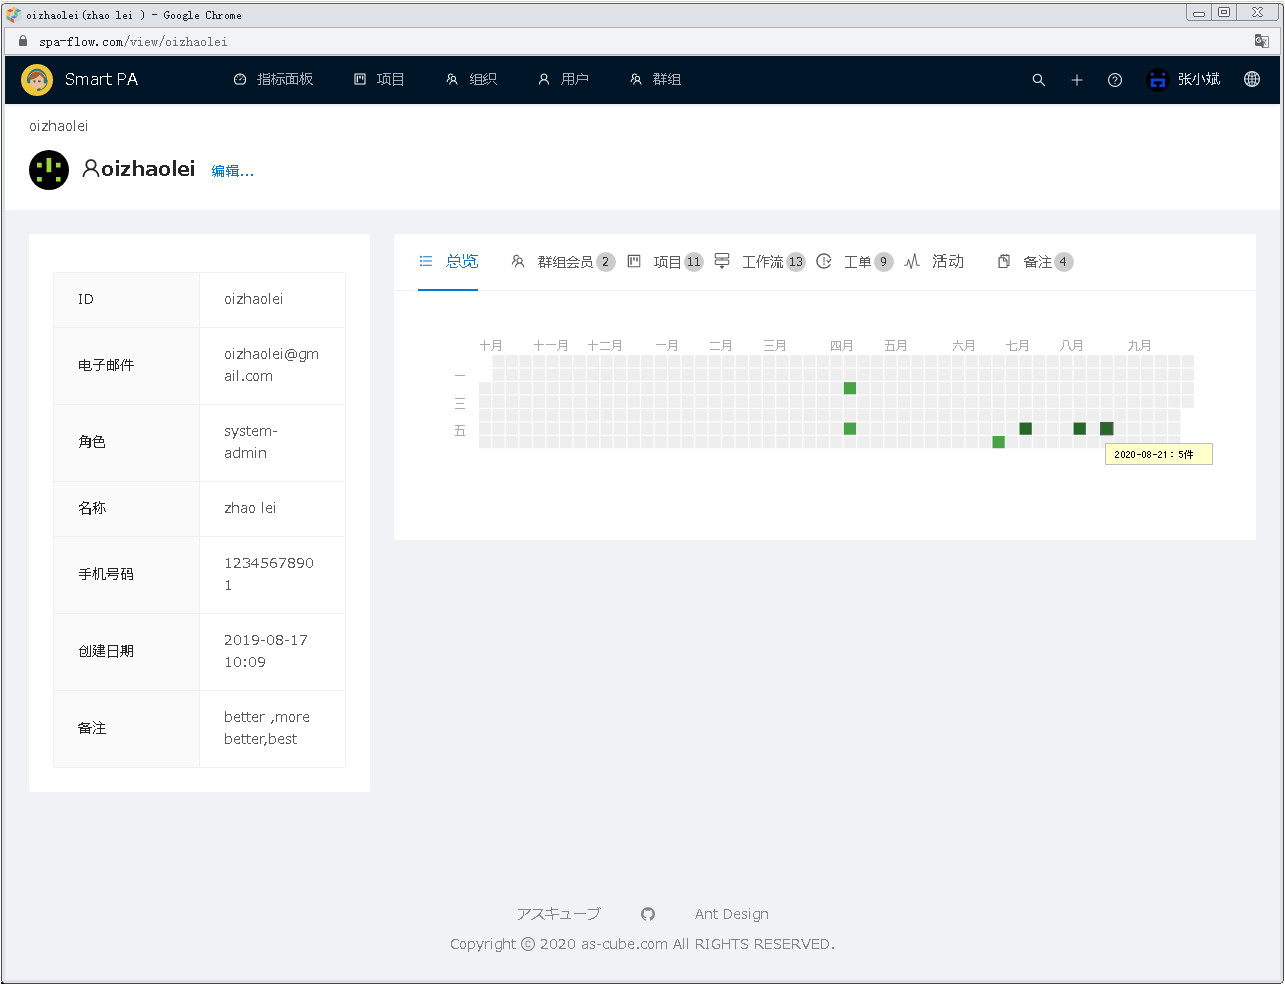 oizhaolei(zhao lei ) - Google Chrome
spa-flow.com/view/oizhaolei
Smart PA 指标面板 项目 组织 用户 群组 张小斌
oizhaolei
oizhaolei 编辑...
ID oizhaolei
电子邮件 oizhaolei@gm
ail.com
角色 system-
admin
名称 zhao lei
手机号码 1234567890
1
创建日期 2019-08-17
10:09
备注 better ,more
better,best
总览 群组会员 2 项目 11 工作流 13 工单 9 活动 备注 4
十月 十一月 十二月 一月 二月 三月 四月 五月 六月 七月 八月 九月
一
三
五
2020-08-21：5件
アスキューブ Ant Design
Copyright © 2020 as-cube.com All RIGHTS RESERVED.